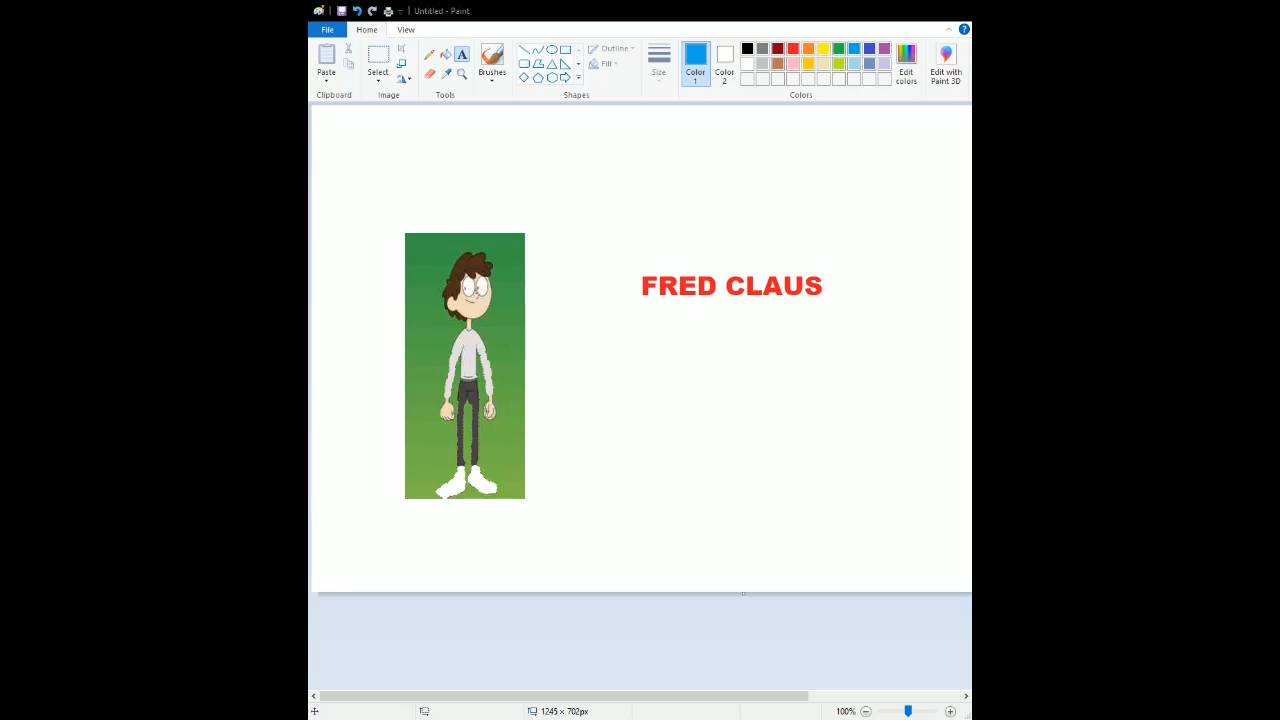 Untitled - Paint
File Home View
Paste
Select
A
Brushes
Outline
Fill
Size
Color 1
Color 2
Edit colors
Edit with Paint 3D
Clipboard Image Tools Shapes Colors
FRED CLAUS
1245 × 702px
100%